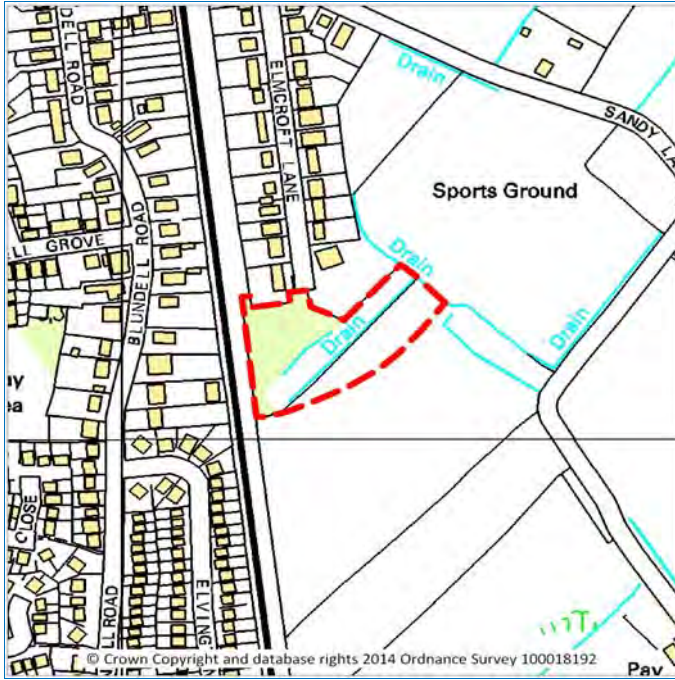 DELL ROAD
ELMCROFT LANE
Drain
SANDY LA
Sports Ground
ELL GROVE
BLUNDELL ROAD
Drain
Drain
Drain
ay
ea
CLOSE
LL ROAD
ELVING
© Crown Copyright and database rights 2014 Ordnance Survey 100018192
Pav